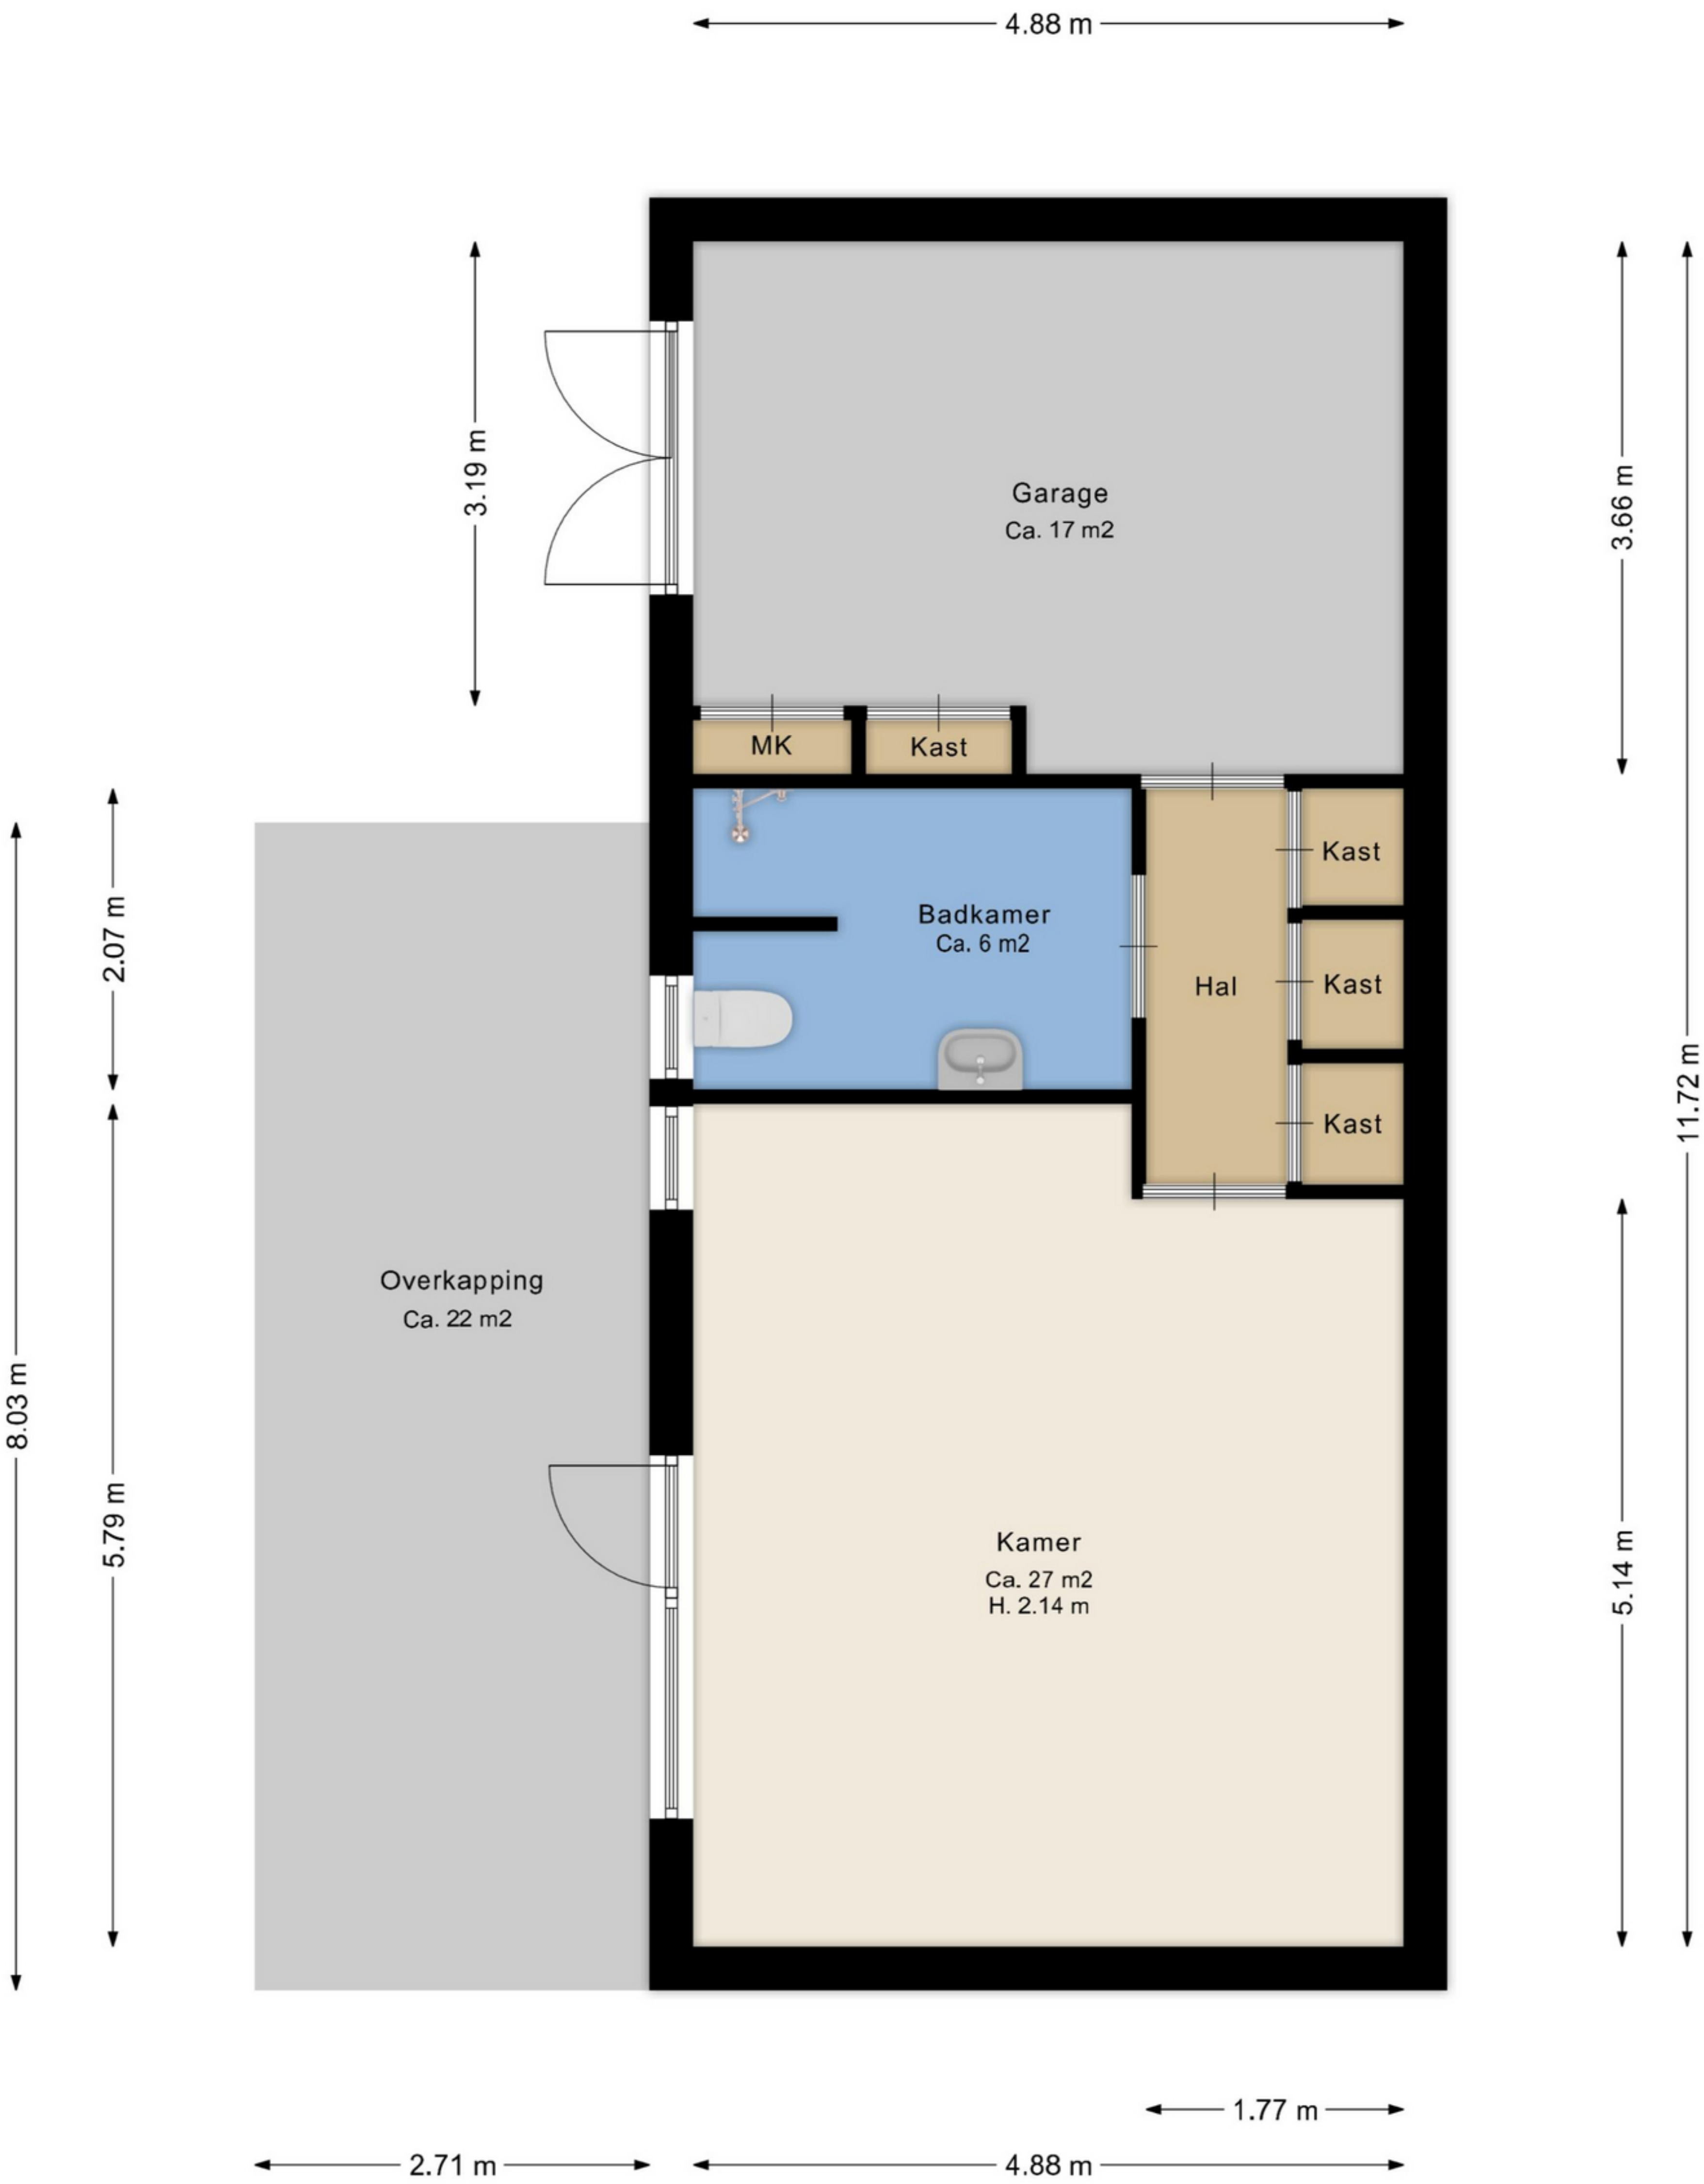 4.88 m
3.19 m
3.66 m
Garage
Ca. 17 m2
MK
Kast
Kast
Badkamer
Ca. 6 m2
Hal
Kast
Kast
2.07 m
11.72 m
Overkapping
Ca. 22 m2
8.03 m
5.79 m
Kamer
Ca. 27 m2
H. 2.14 m
5.14 m
1.77 m
2.71 m
4.88 m